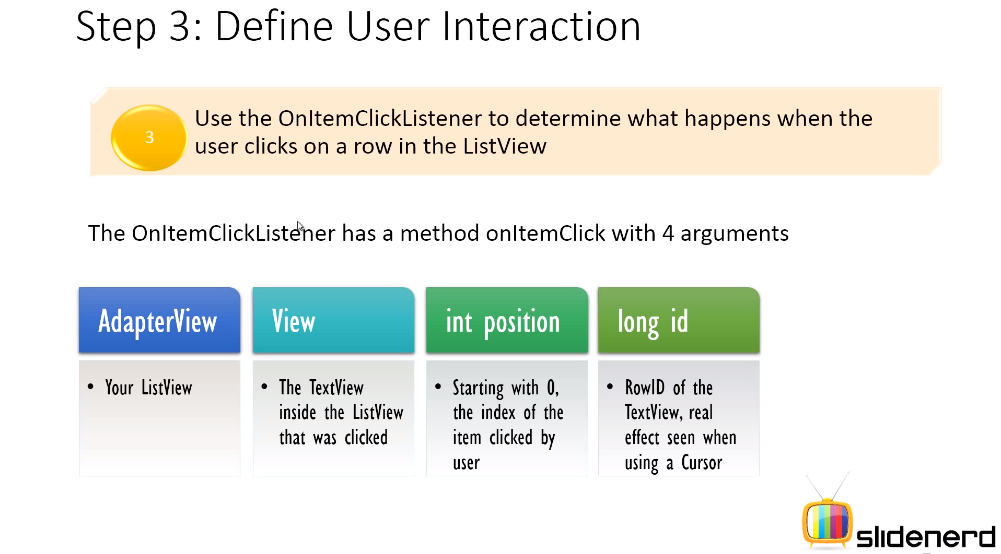 Step 3: Define User Interaction
3
Use the OnItemClickListener to determine what happens when the
user clicks on a row in the ListView
The OnItemClickListener has a method onItemClick with 4 arguments
AdapterView
• Your ListView
View
• The TextView
inside the ListView
that was clicked
int position
• Starting with 0,
the index of the
item clicked by
user
long id
• RowID of the
TextView, real
effect seen when
using a Cursor
slidenerd